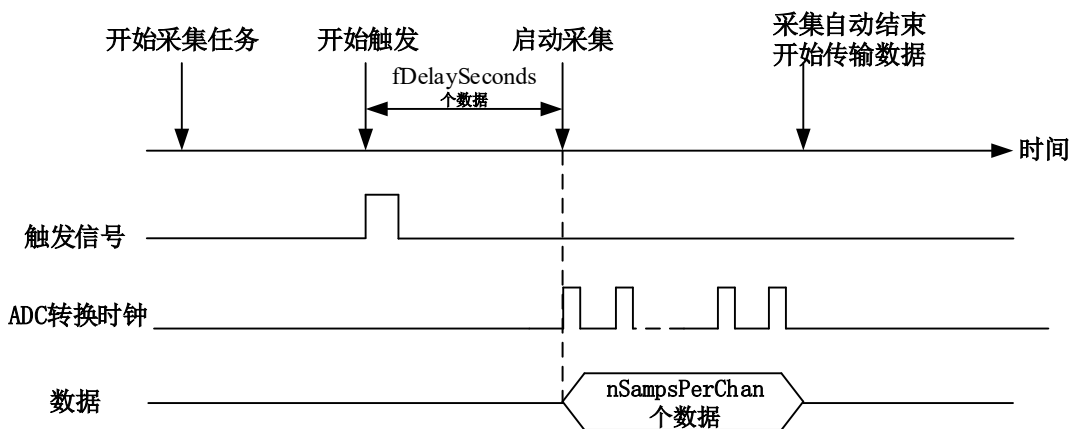 开始采集任务
开始触发
启动采集
采集自动结束
开始传输数据
fDelaySeconds
个数据
时间
触发信号
ADC转换时钟
数据
nSampsPerChan
个数据